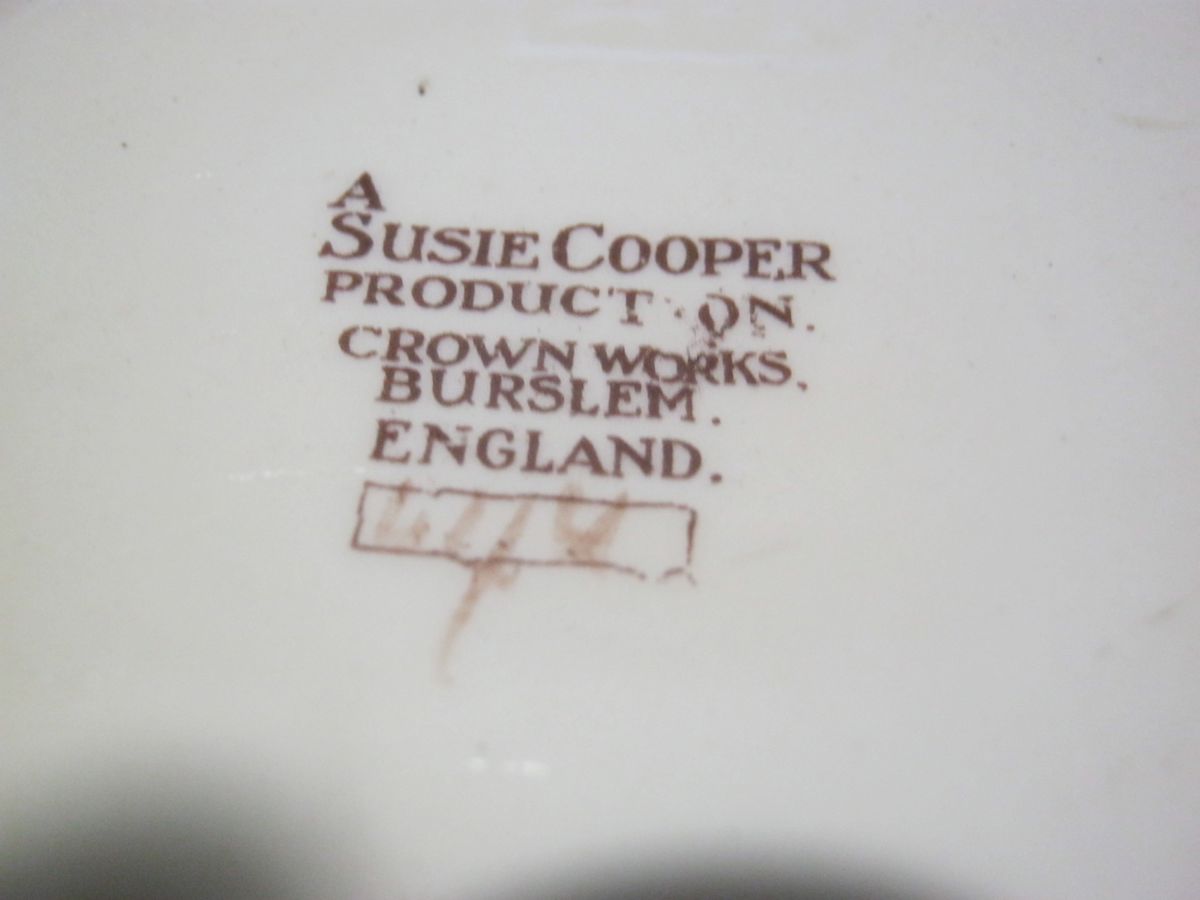 A
SUSIE COOPER
PRODUCTION.
CROWN WORKS.
BURSLEM.
ENGLAND.